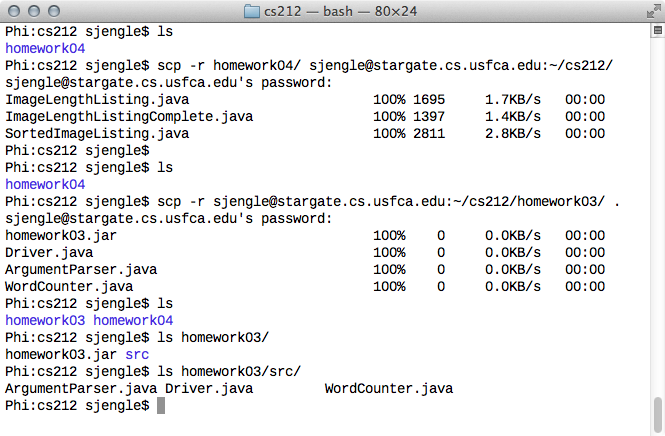 cs212 — bash — 80×24
Phi:cs212 sjengle$ ls
homework04
Phi:cs212 sjengle$ scp -r homework04/ sjengle@stargate.cs.usfca.edu:~/cs212/
sjengle@stargate.cs.usfca.edu's password:
ImageLengthListing.java 100% 1695 1.7KB/s 00:00
ImageLengthListingComplete.java 100% 1397 1.4KB/s 00:00
SortedImageListing.java 100% 2811 2.8KB/s 00:00
Phi:cs212 sjengle$
Phi:cs212 sjengle$ ls
homework04
Phi:cs212 sjengle$ scp -r sjengle@stargate.cs.usfca.edu:~/cs212/homework03/ .
sjengle@stargate.cs.usfca.edu's password:
homework03.jar 100% 0 0.0KB/s 00:00
Driver.java 100% 0 0.0KB/s 00:00
ArgumentParser.java 100% 0 0.0KB/s 00:00
WordCounter.java 100% 0 0.0KB/s 00:00
Phi:cs212 sjengle$ ls
homework03 homework04
Phi:cs212 sjengle$ ls homework03/
homework03.jar src
Phi:cs212 sjengle$ ls homework03/src/
ArgumentParser.java Driver.java WordCounter.java
Phi:cs212 sjengle$